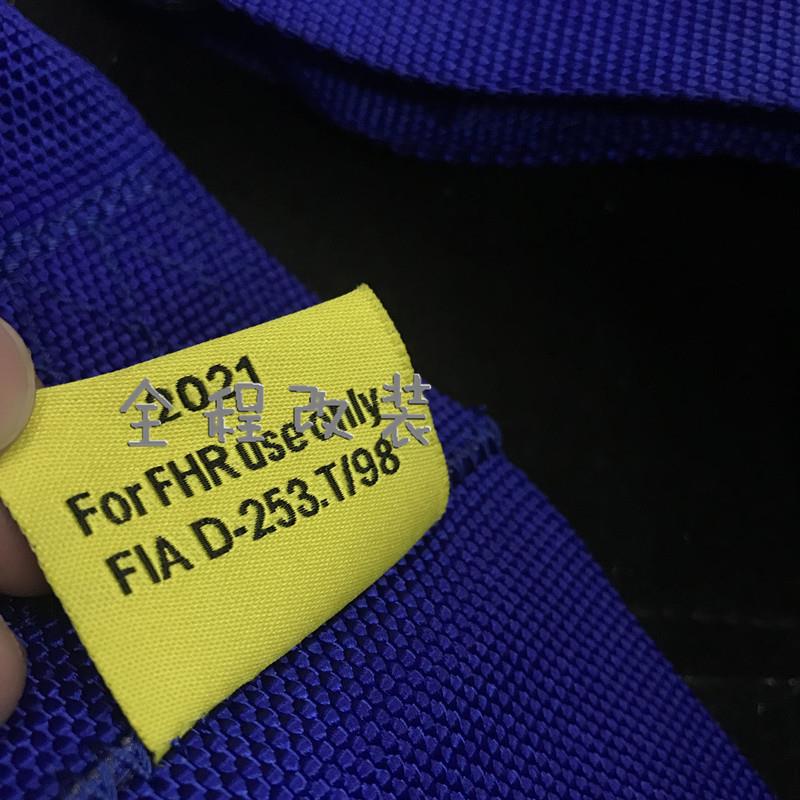 2021
全程改装
For FHR use only
FIA D-253.T/98